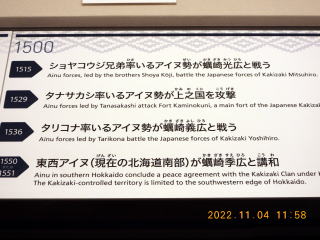 1500
1515
ショヤコウジ兄弟率いるアイヌ勢が蠣崎光広と戦う
Ainu forces, led by the brothers Shoya Kōji, battle the Japanese forces of Kakizaki Mitsuhiro.
1529
タナサカシ率いるアイヌ勢が上之国を攻撃
Ainu forces led by Tanasakashi attack Fort Kaminokuni, a main fort of the Japanese Kakizaki
1536
タリコナ率いるアイヌ勢が蠣崎義広と戦う
Ainu forces led by Tarikona battle the Japanese forces of Kakizaki Yoshihiro.
1550
1551
東西アイヌ(現在の北海道南部)が蠣崎季広と講和
Ainu in southern Hokkaido conclude a peace agreement with the Kakizaki Clan under
The Kakizaki-controlled territory is limited to the southwestern edge of Hokkaido.
2022.11.04 11:58